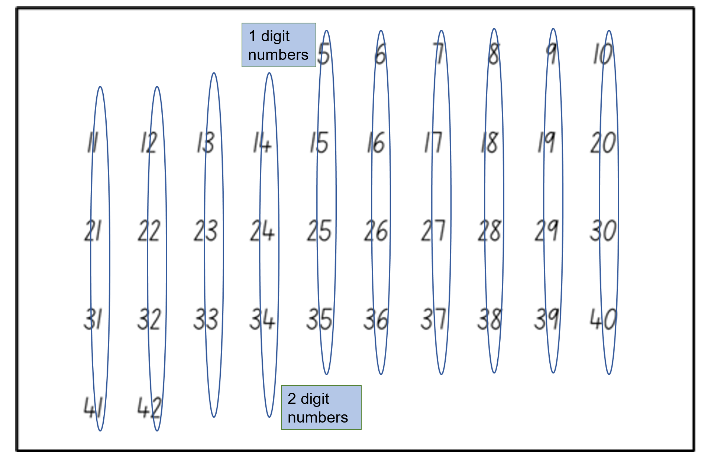 1 digit
numbers
5 6 7 8 9 10
11 12 13 14 15 16 17 18 19 20
21 22 23 24 25 26 27 28 29 30
31 32 33 34 35 36 37 38 39 40
41 42
2 digit
numbers